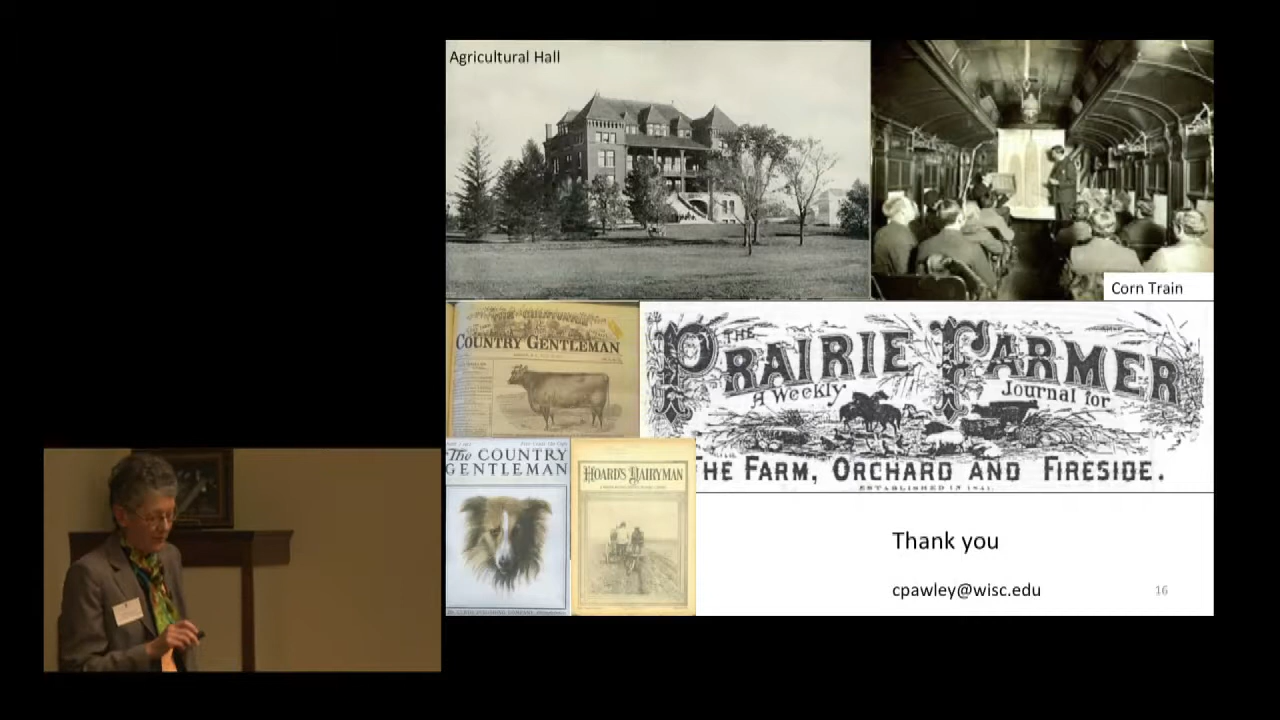 Agricultural Hall
Corn Train
COUNTRY GENTLEMAN
THE
PRAIRIE FARMER
A Weekly Journal for
THE FARM, ORCHARD AND FIRESIDE.
ESTABLISHED IN 1841.
The COUNTRY
GENTLEMAN
HOARD'S DAIRYMAN
Thank you
cpawley@wisc.edu
16